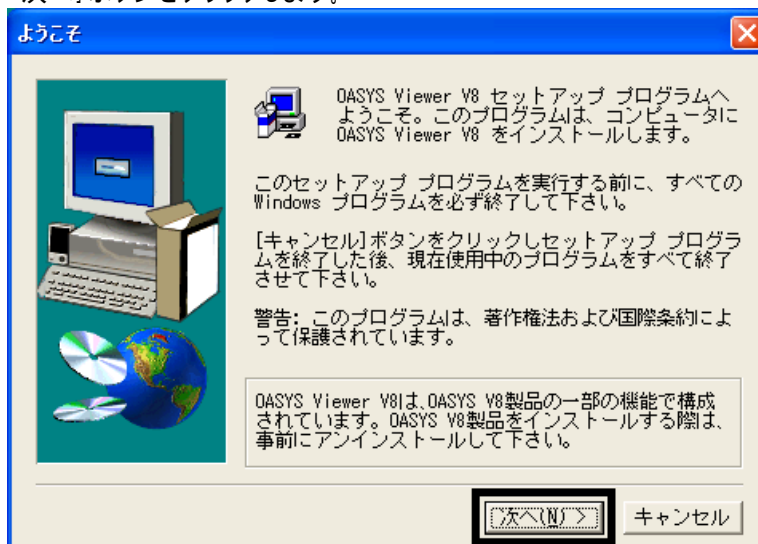 ようこそ
OASYS Viewer V8 セットアップ プログラムへ
ようこそ。このプログラムは、コンピュータに
OASYS Viewer V8 をインストールします。
このセットアップ プログラムを実行する前に、すべての
Windows プログラムを必ず終了して下さい。
[キャンセル]ボタンをクリックしセットアップ プログラ
ムを終了した後、現在使用中のプログラムをすべて終了
させて下さい。
警告: このプログラムは、著作権法および国際条約によ
って保護されています。
OASYS Viewer V8は、OASYS V8製品の一部の機能で構成
されています。OASYS V8製品をインストールする際は、
事前にアンインストールして下さい。
次へ(N) >
キャンセル